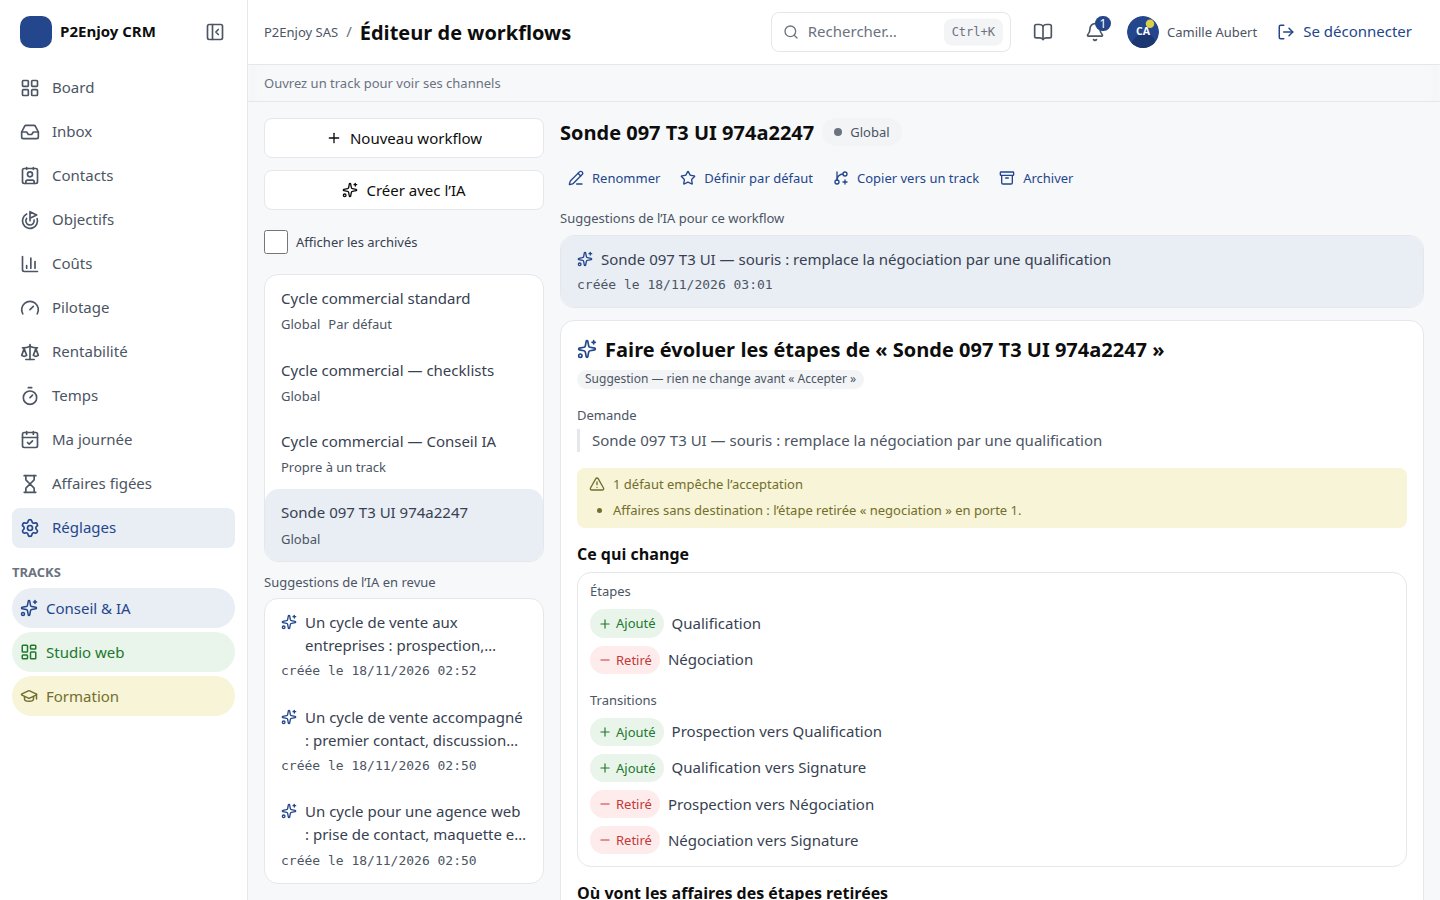 P2Enjoy CRM
P2Enjoy SAS / Éditeur de workflows
Rechercher... Ctrl+K
1
CA Camille Aubert
Se déconnecter
Board
Inbox
Contacts
Objectifs
Coûts
Pilotage
Rentabilité
Temps
Ma journée
Affaires figées
Réglages
TRACKS
Conseil & IA
Studio web
Formation
Ouvrez un track pour voir ses channels
Nouveau workflow
Créer avec l’IA
Afficher les archivés
Cycle commercial standard
Global Par défaut
Cycle commercial — checklists
Global
Cycle commercial — Conseil IA
Propre à un track
Sonde 097 T3 UI 974a2247
Global
Suggestions de l’IA en revue
Un cycle de vente aux
entreprises : prospection,...
créée le 18/11/2026 02:52
Un cycle de vente accompagné
: premier contact, discussion...
créée le 18/11/2026 02:50
Un cycle pour une agence web
: prise de contact, maquette e...
créée le 18/11/2026 02:50
Sonde 097 T3 UI 974a2247 Global
Renommer Définir par défaut Copier vers un track Archiver
Suggestions de l’IA pour ce workflow
Sonde 097 T3 UI — souris : remplace la négociation par une qualification
créée le 18/11/2026 03:01
Faire évoluer les étapes de « Sonde 097 T3 UI 974a2247 »
Suggestion — rien ne change avant « Accepter »
Demande
Sonde 097 T3 UI — souris : remplace la négociation par une qualification
1 défaut empêche l’acceptation
Affaires sans destination : l’étape retirée « negociation » en porte 1.
Ce qui change
Étapes
Ajouté Qualification
Retiré Négociation
Transitions
Ajouté Prospection vers Qualification
Ajouté Qualification vers Signature
Retiré Prospection vers Négociation
Retiré Négociation vers Signature
Où vont les affaires des étapes retirées